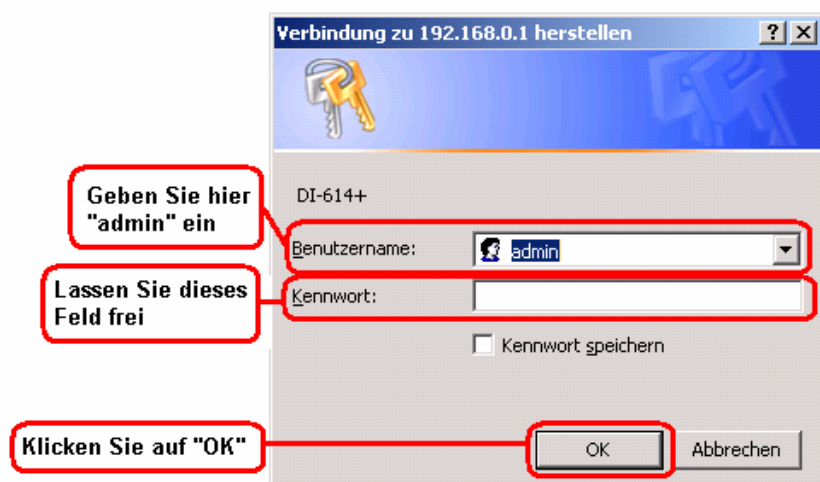 Verbindung zu 192.168.0.1 herstellen
DI-614+
Geben Sie hier
"admin" ein
Benutzername:
admin
Lassen Sie dieses
Feld frei
Kennwort:
Kennwort speichern
Klicken Sie auf "OK"
OK
Abbrechen